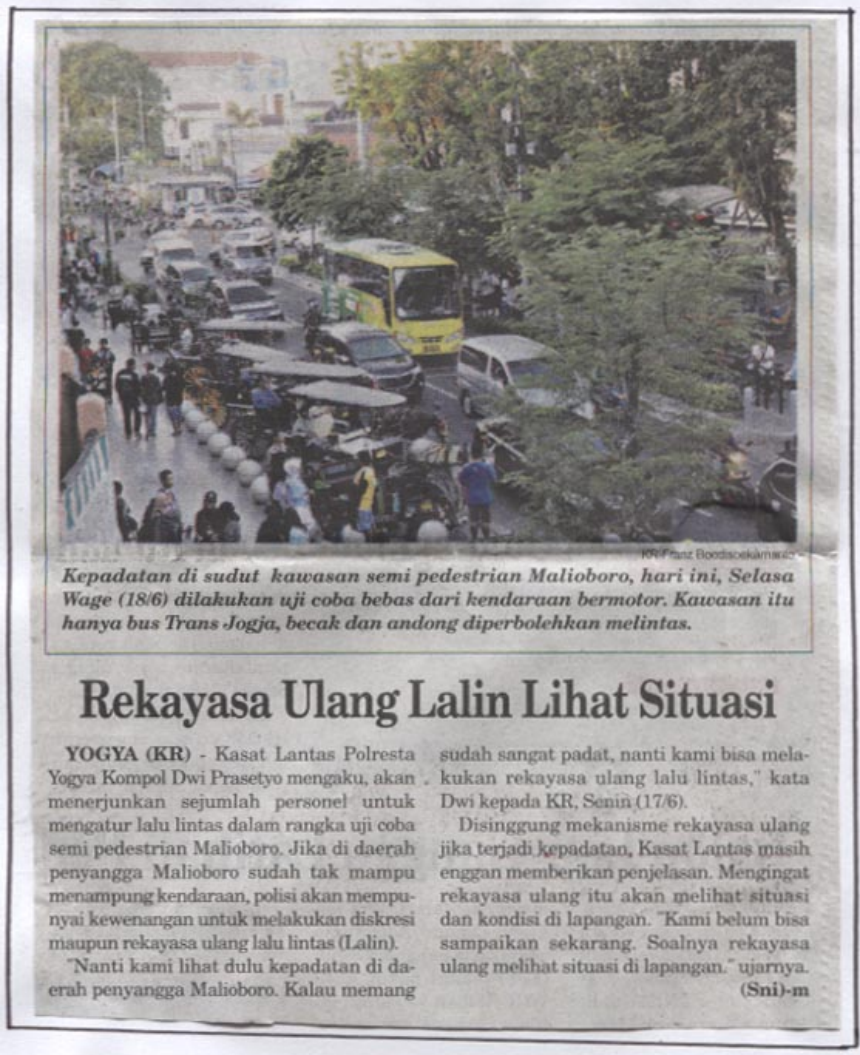 KR-Franz Boedisoekarnanto
Kepadatan di sudut kawasan semi pedestrian Malioboro, hari ini, Selasa
Wage (18/6) dilakukan uji coba bebas dari kendaraan bermotor. Kawasan itu
hanya bus Trans Jogja, becak dan andong diperbolehkan melintas.
Rekayasa Ulang Lalin Lihat Situasi
YOGYA (KR) - Kasat Lantas Polresta
Yogya Kompol Dwi Prasetyo mengaku, akan
menerjunkan sejumlah personel untuk
mengatur lalu lintas dalam rangka uji coba
semi pedestrian Malioboro. Jika di daerah
penyangga Malioboro sudah tak mampu
menampung kendaraan, polisi akan mempu-
nyai kewenangan untuk melakukan diskresi
maupun rekayasa ulang lalu lintas (Lalin).
"Nanti kami lihat dulu kepadatan di da-
erah penyangga Malioboro. Kalau memang
sudah sangat padat, nanti kami bisa mela-
kukan rekayasa ulang lalu lintas," kata
Dwi kepada KR, Senin (17/6).
Disinggung mekanisme rekayasa ulang
jika terjadi kepadatan, Kasat Lantas masih
enggan memberikan penjelasan. Mengingat
rekayasa ulang itu akan melihat situasi
dan kondisi di lapangan. "Kami belum bisa
sampaikan sekarang. Soalnya rekayasa
ulang melihat situasi di lapangan." ujarnya.
(Sni)-m